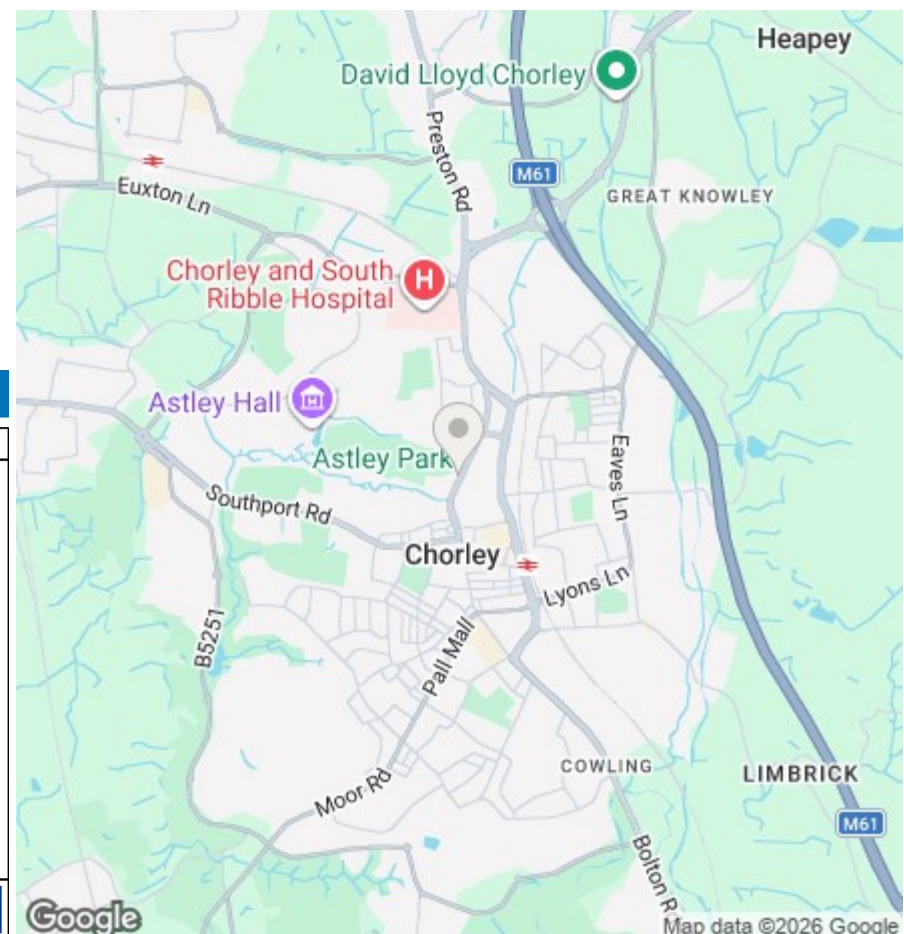 Heapey
David Lloyd Chorley
Preston Rd
M61
Euxton Ln
GREAT KNOWLEY
Chorley and South
Ribble Hospital
H
Astley Hall
Astley Park
Eaves Ln
Southport Rd
Chorley
Lyons Ln
B5251
Pall Mall
COWLING
LIMBRICK
Moor Rd
M61
Bolton R
Google
Map data ©2026 Google